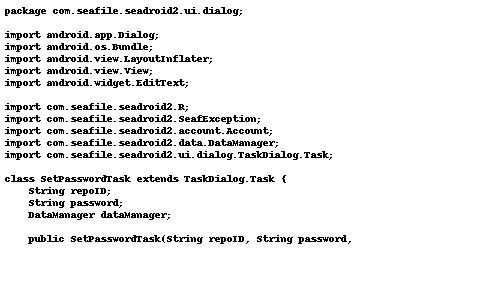 package com.seafile.seadroid2.ui.dialog;

import android.app.Dialog;
import android.os.Bundle;
import android.view.LayoutInflater;
import android.view.View;
import android.widget.EditText;

import com.seafile.seadroid2.R;
import com.seafile.seadroid2.SeafException;
import com.seafile.seadroid2.account.Account;
import com.seafile.seadroid2.data.DataManager;
import com.seafile.seadroid2.ui.dialog.TaskDialog.Task;

class SetPasswordTask extends TaskDialog.Task {
    String repoID;
    String password;
    DataManager dataManager;

    public SetPasswordTask(String repoID, String password,